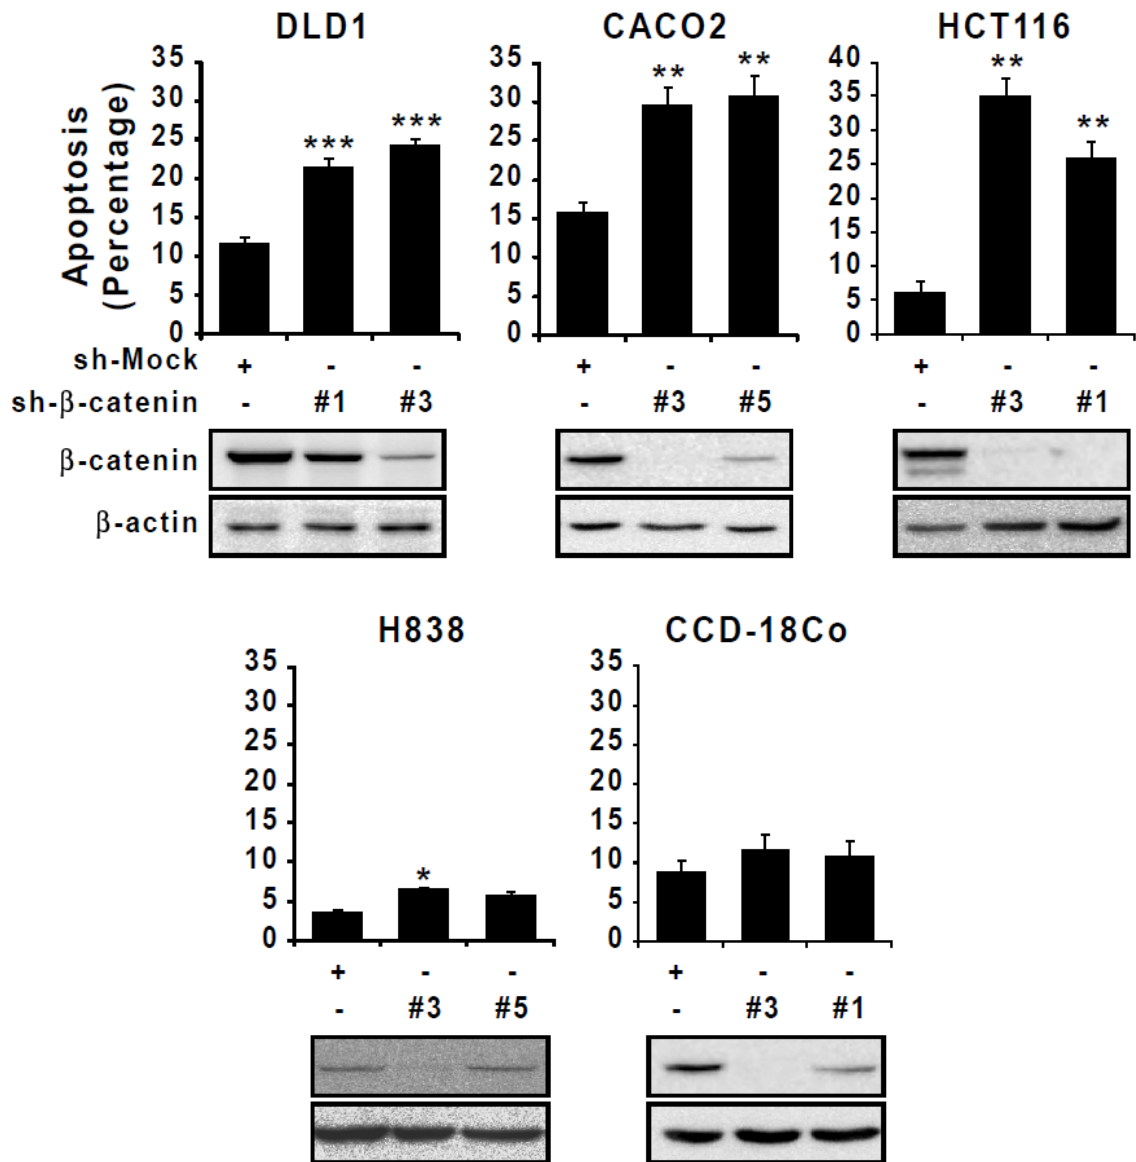 DLD1 CACO2 HCT116
Apoptosis
(Percentage)
35 35 40
30 30 35
25 25 30
20 20 25
15 15 20
10 10 15
5 5 10
0 0 5
0
*** *** ** ** ** **
sh-Mock + - - + - - + - -
sh-β-catenin - #1 #3 - #3 #5 - #3 #1
β-catenin
β-actin
H838 CCD-18Co
35 35
30 30
25 25
20 20
15 15
10 10
5 5
0 0
*
+ - - + - -
- #3 #5 - #3 #1